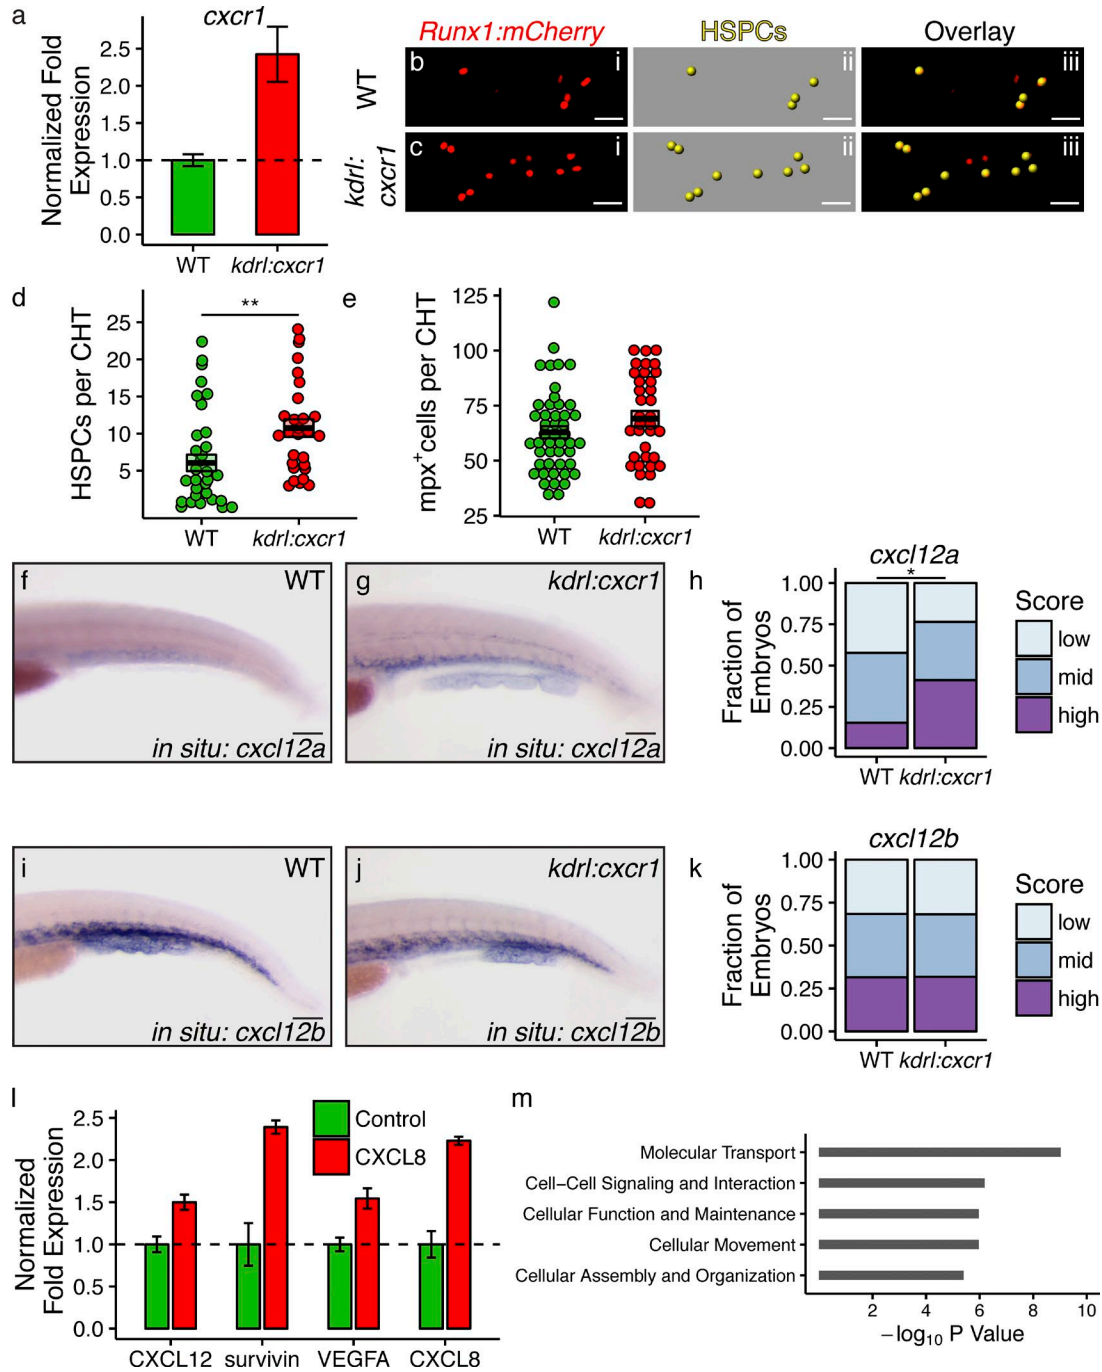 a
cxcr1
Normalized Fold
Expression
2.5
2.0
1.5
1.0
0.5
0.0
WT
kdrl:cxcr1
Runx1:mCherry
HSPCs
Overlay
WT
b
i
ii
iii
kdrl:
cxcr1
c
i
ii
iii
d
HSPCs per CHT
25
20
15
10
5
**
WT
kdrl:cxcr1
e
mpx+cells per CHT
125
100
75
50
25
WT
kdrl:cxcr1
f
WT
in situ: cxcl12a
g
kdrl:cxcr1
in situ: cxcl12a
h
cxcl12a
*
Fraction of
Embryos
1.00
0.75
0.50
0.25
0.00
WT
kdrl:cxcr1
Score
low
mid
high
i
WT
in situ: cxcl12b
j
kdrl:cxcr1
in situ: cxcl12b
k
cxcl12b
Fraction of
Embryos
1.00
0.75
0.50
0.25
0.00
WT
kdrl:cxcr1
Score
low
mid
high
l
Normalized
Fold Expression
2.5
2.0
1.5
1.0
0.5
0.0
Control
CXCL8
CXCL12
survivin
VEGFA
CXCL8
m
Molecular Transport
Cell−Cell Signaling and Interaction
Cellular Function and Maintenance
Cellular Movement
Cellular Assembly and Organization
2
4
6
8
10
−log10 P Value